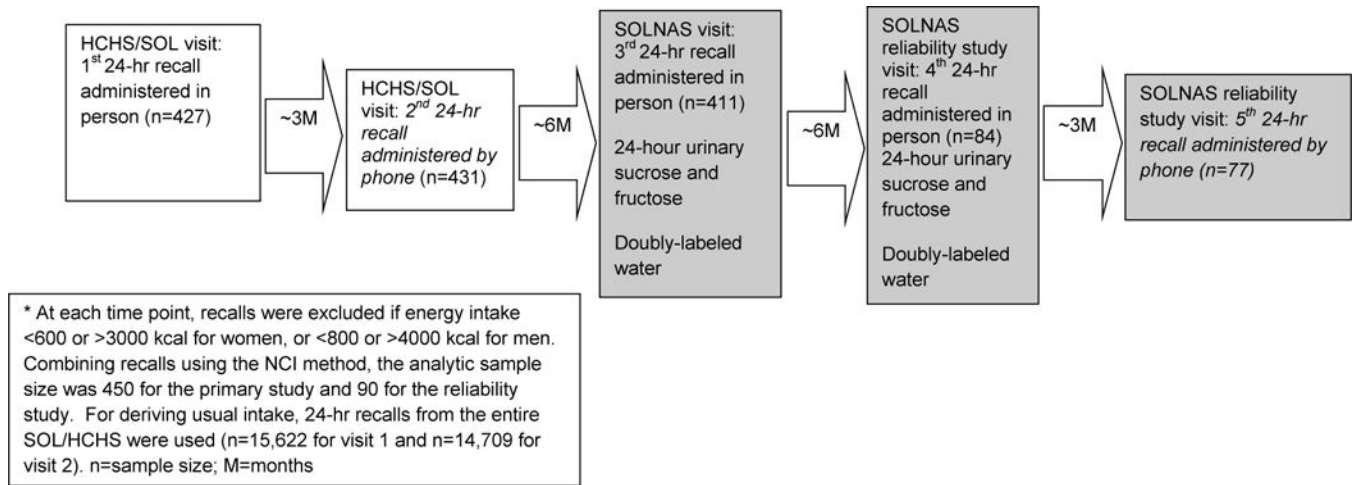 HCHS/SOL visit:
1st 24-hr recall
administered in
person (n=427)
~3M
HCHS/SOL
visit: 2nd 24-hr
recall
administered by
phone (n=431)
~6M
SOLNAS visit:
3rd 24-hr recall
administered in
person (n=411)
24-hour urinary
sucrose and
fructose
Doubly-labeled
water
~6M
SOLNAS
reliability study
visit: 4th 24-hr
recall
administered in
person (n=84)
24-hour urinary
sucrose and
fructose
Doubly-labeled
water
~3M
SOLNAS reliability
study visit: 5th 24-hr
recall administered by
phone (n=77)
* At each time point, recalls were excluded if energy intake
<600 or >3000 kcal for women, or <800 or >4000 kcal for men.
Combining recalls using the NCI method, the analytic sample
size was 450 for the primary study and 90 for the reliability
study.  For deriving usual intake, 24-hr recalls from the entire
SOL/HCHS were used (n=15,622 for visit 1 and n=14,709 for
visit 2). n=sample size; M=months